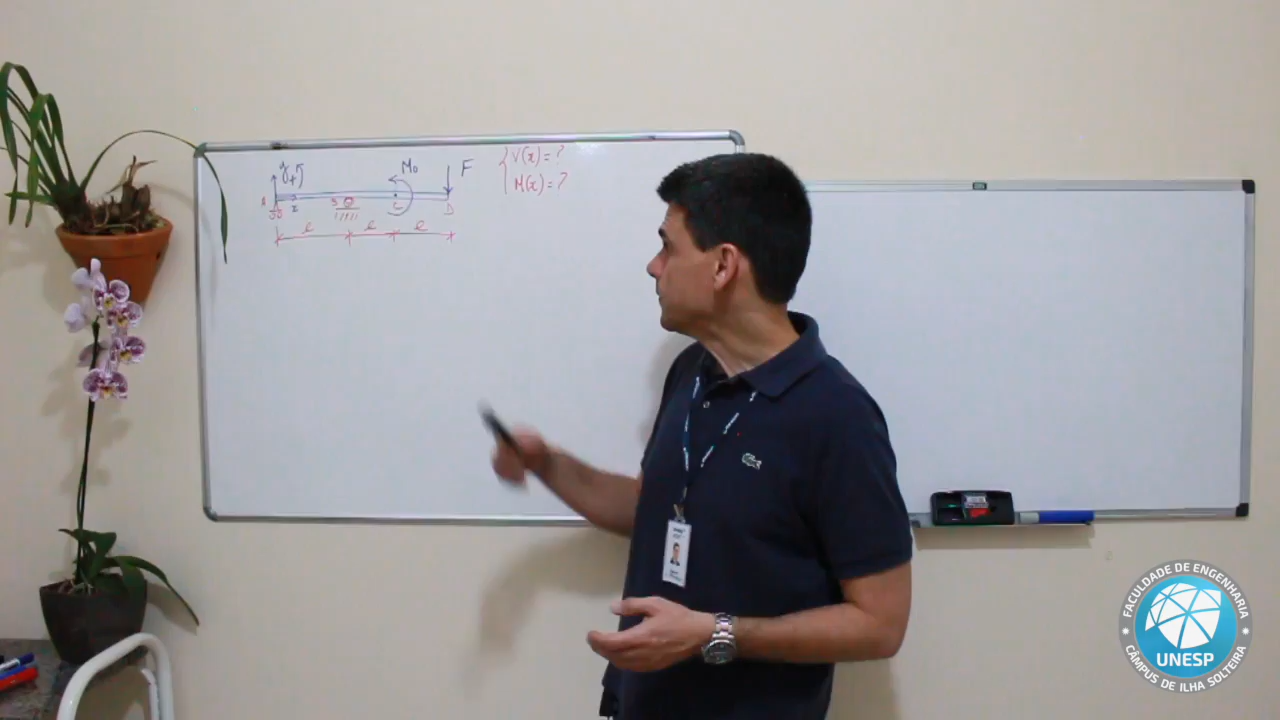 M₀
F
V(x) = ?
M(x) = ?
y
A
x
B
C
D
l
l
l
FACULDADE DE ENGENHARIA
UNESP
CÂMPUS DE ILHA SOLTEIRA